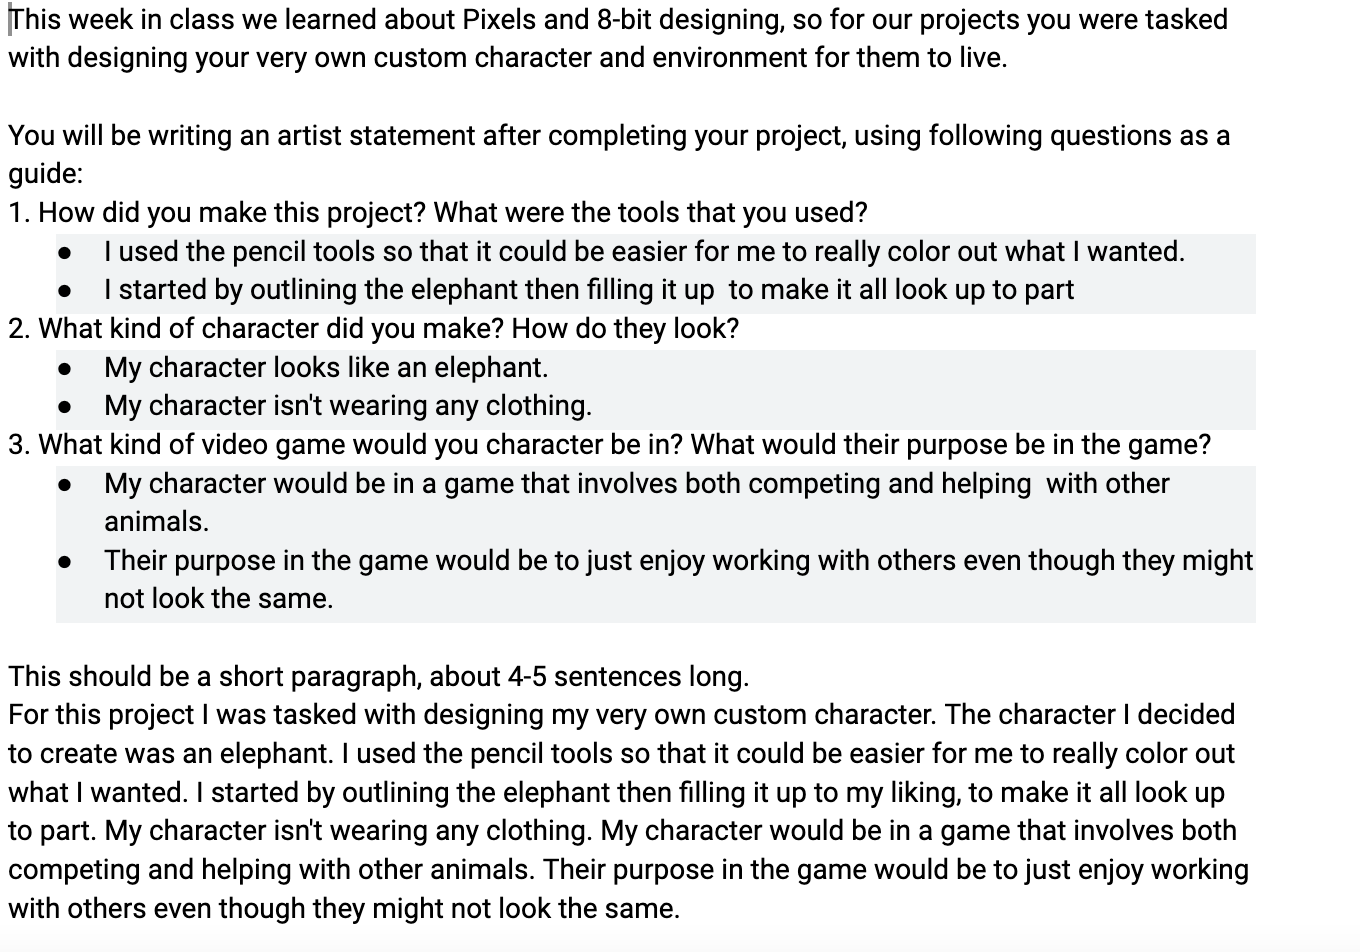 This week in class we learned about Pixels and 8-bit designing, so for our projects you were tasked
with designing your very own custom character and environment for them to live.
You will be writing an artist statement after completing your project, using following questions as a
guide:
1. How did you make this project? What were the tools that you used?
● I used the pencil tools so that it could be easier for me to really color out what I wanted.
● I started by outlining the elephant then filling it up  to make it all look up to part
2. What kind of character did you make? How do they look?
● My character looks like an elephant.
● My character isn't wearing any clothing.
3. What kind of video game would you character be in? What would their purpose be in the game?
● My character would be in a game that involves both competing and helping  with other
animals.
● Their purpose in the game would be to just enjoy working with others even though they might
not look the same.
This should be a short paragraph, about 4-5 sentences long.
For this project I was tasked with designing my very own custom character. The character I decided
to create was an elephant. I used the pencil tools so that it could be easier for me to really color out
what I wanted. I started by outlining the elephant then filling it up to my liking, to make it all look up
to part. My character isn't wearing any clothing. My character would be in a game that involves both
competing and helping with other animals. Their purpose in the game would be to just enjoy working
with others even though they might not look the same.